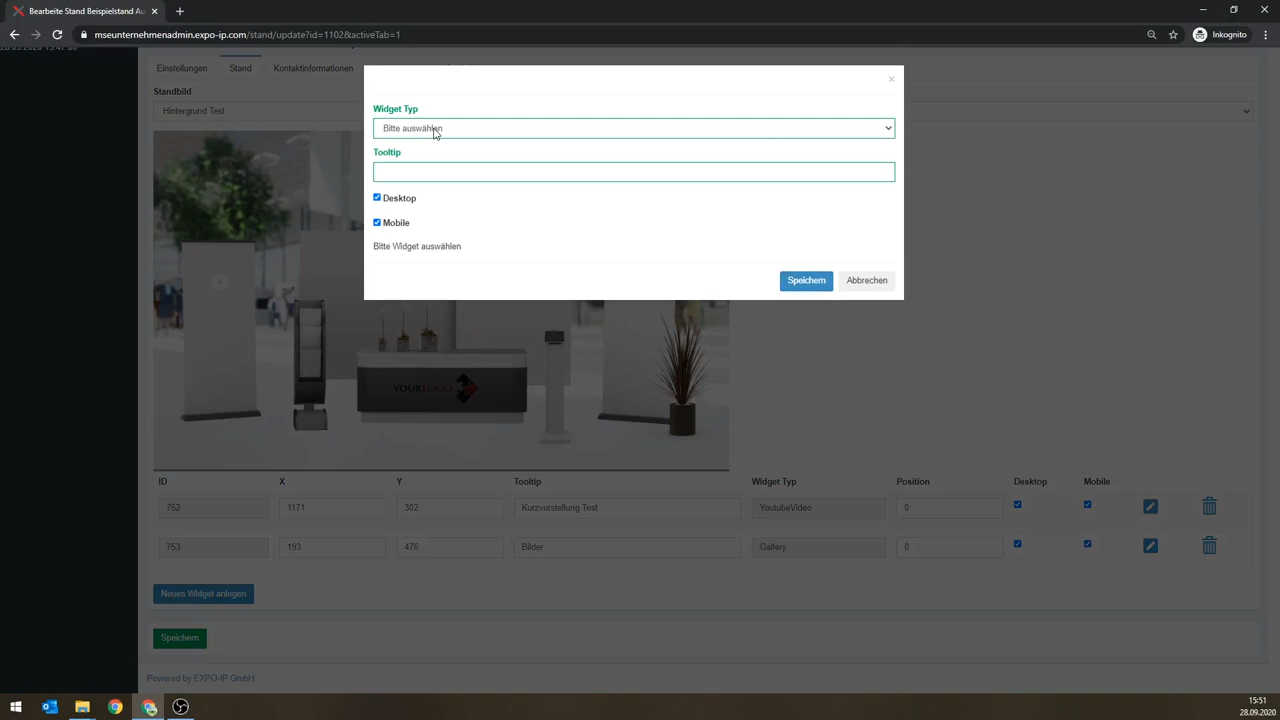 Bearbeite Stand Beispielstand Au
mseunternehmenadmin.expo-ip.com/stand/update?id=1102&activeTab=1
Inkognito
Einstellungen
Stand
Kontaktinformationen
Standbild
Hintergrund Test
×
Widget Typ
Bitte auswählen
Tooltip
Desktop
Mobile
Bitte Widget auswählen
Speichern
Abbrechen
YOURLOGO
ID X Y Tooltip Widget Typ Position Desktop Mobile
752 1171 302 Kurzvorstellung Test YoutubeVideo 0
753 193 476 Bilder Gallery 0
Neues Widget anlegen
Speichern
Powered by EXPO-IP GmbH
15:51
28.09.2020